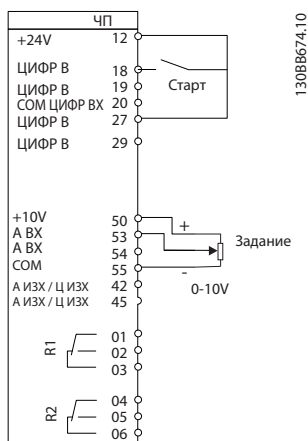 ЧП
+24V 12
ЦИФР В 18
ЦИФР В 19
COM ЦИФР ВХ 20
ЦИФР В 27
ЦИФР В 29
Старт
+10V 50
А ВХ 53
А ВХ 54
COM 55
А ИЗХ / Ц ИЗХ 42
А ИЗХ / Ц ИЗХ 45
+
-
Задание
0-10V
R1
01
02
03
R2
04
05
06
130BB674.10